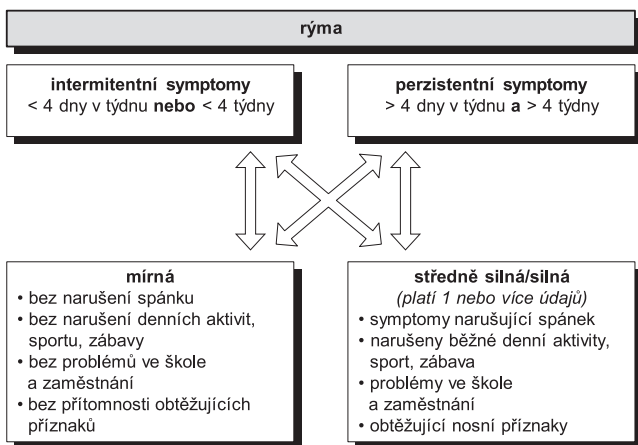 rýma
intermitentní symptomy
< 4 dny v týdnu nebo < 4 týdny
perzistentní symptomy
> 4 dny v týdnu a > 4 týdny
mírná
• bez narušení spánku
• bez narušení denních aktivit,
sportu, zábavy
• bez problémů ve škole
a zaměstnání
• bez přítomnosti obtěžujících
příznaků
středně silná/silná
(platí 1 nebo více údajů)
• symptomy narušující spánek
• narušeny běžné denní aktivity,
sport, zábava
• problémy ve škole
a zaměstnání
• obtěžující nosní příznaky